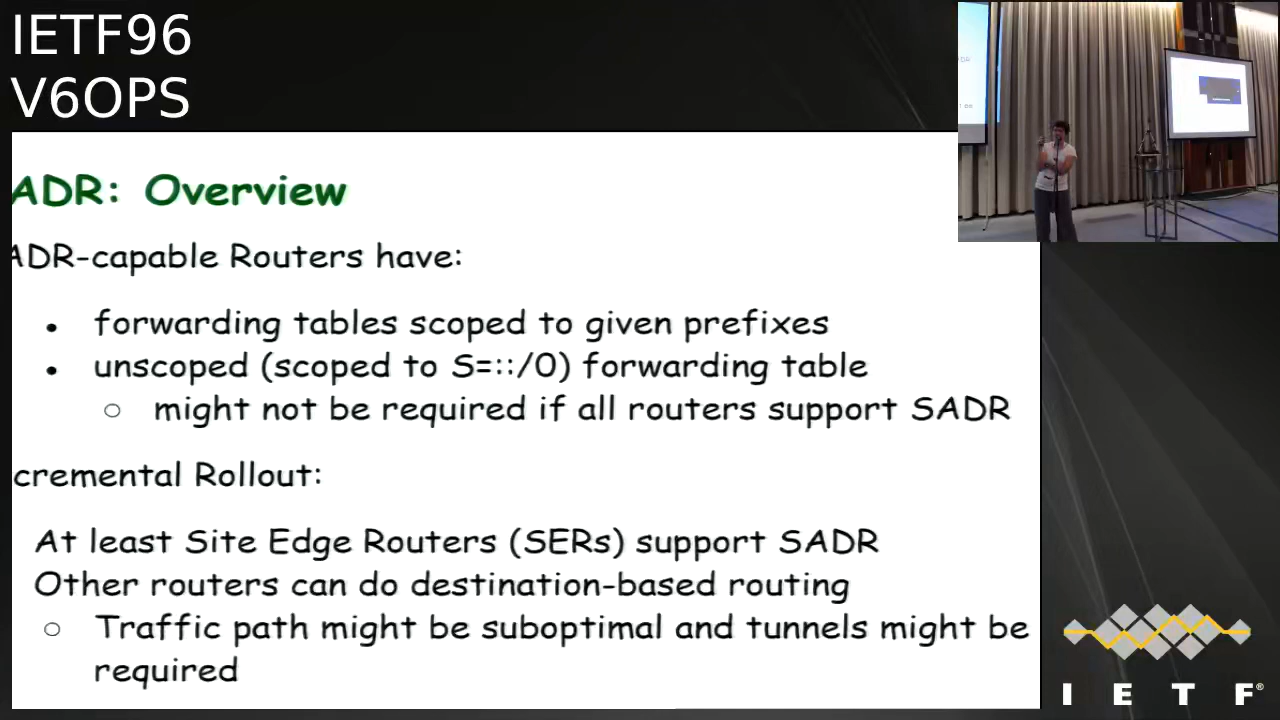 IETF96
V6OPS
ADR: Overview
ADR-capable Routers have:
• forwarding tables scoped to given prefixes
• unscoped (scoped to S=::/0) forwarding table
○ might not be required if all routers support SADR
cremental Rollout:
At least Site Edge Routers (SERs) support SADR
Other routers can do destination-based routing
○ Traffic path might be suboptimal and tunnels might be
required
I E T F®